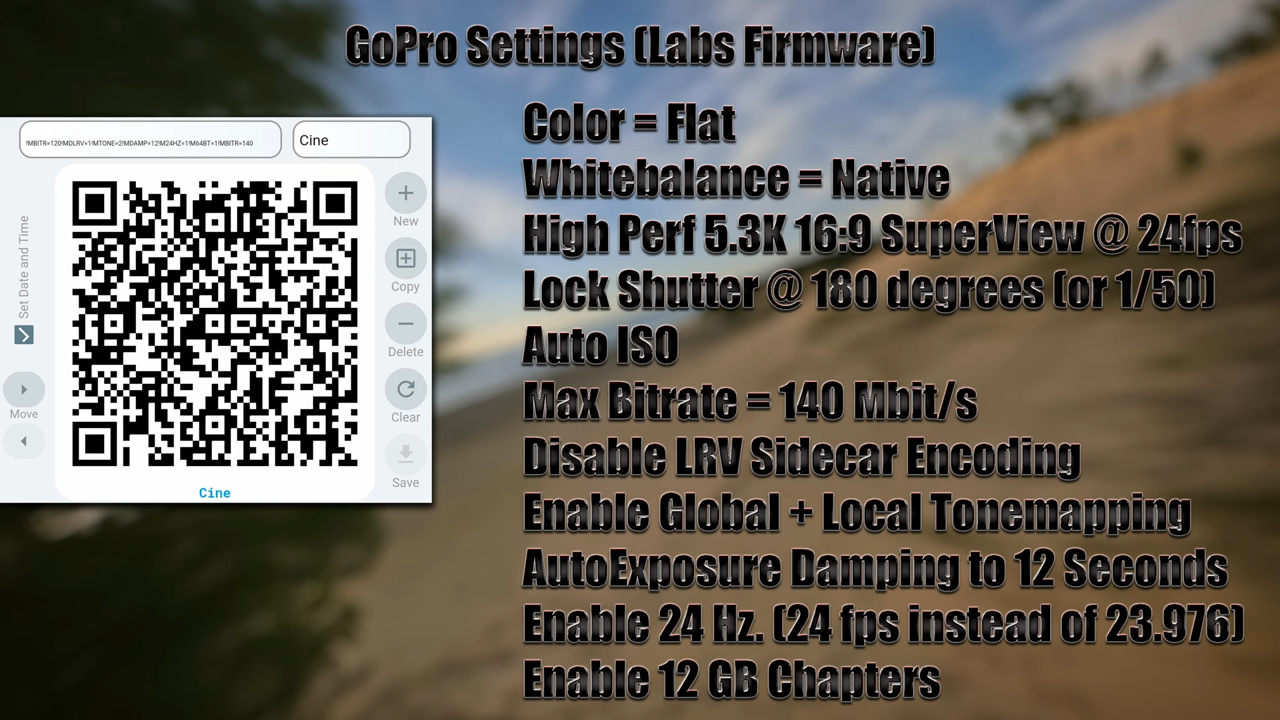 GoPro Settings (Labs Firmware)
!MBITR=120!MDLRV=1!MTONE=2!MDAMP=12!M24HZ=1!M64BT=1!MBITR=140
Cine
Set Date and Time
Move
New
Copy
Delete
Clear
Save
Cine
Color = Flat
Whitebalance = Native
High Perf 5.3K 16:9 SuperView @ 24fps
Lock Shutter @ 180 degrees (or 1/50)
Auto ISO
Max Bitrate = 140 Mbit/s
Disable LRV Sidecar Encoding
Enable Global + Local Tonemapping
AutoExposure Damping to 12 Seconds
Enable 24 Hz. (24 fps instead of 23.976)
Enable 12 GB Chapters